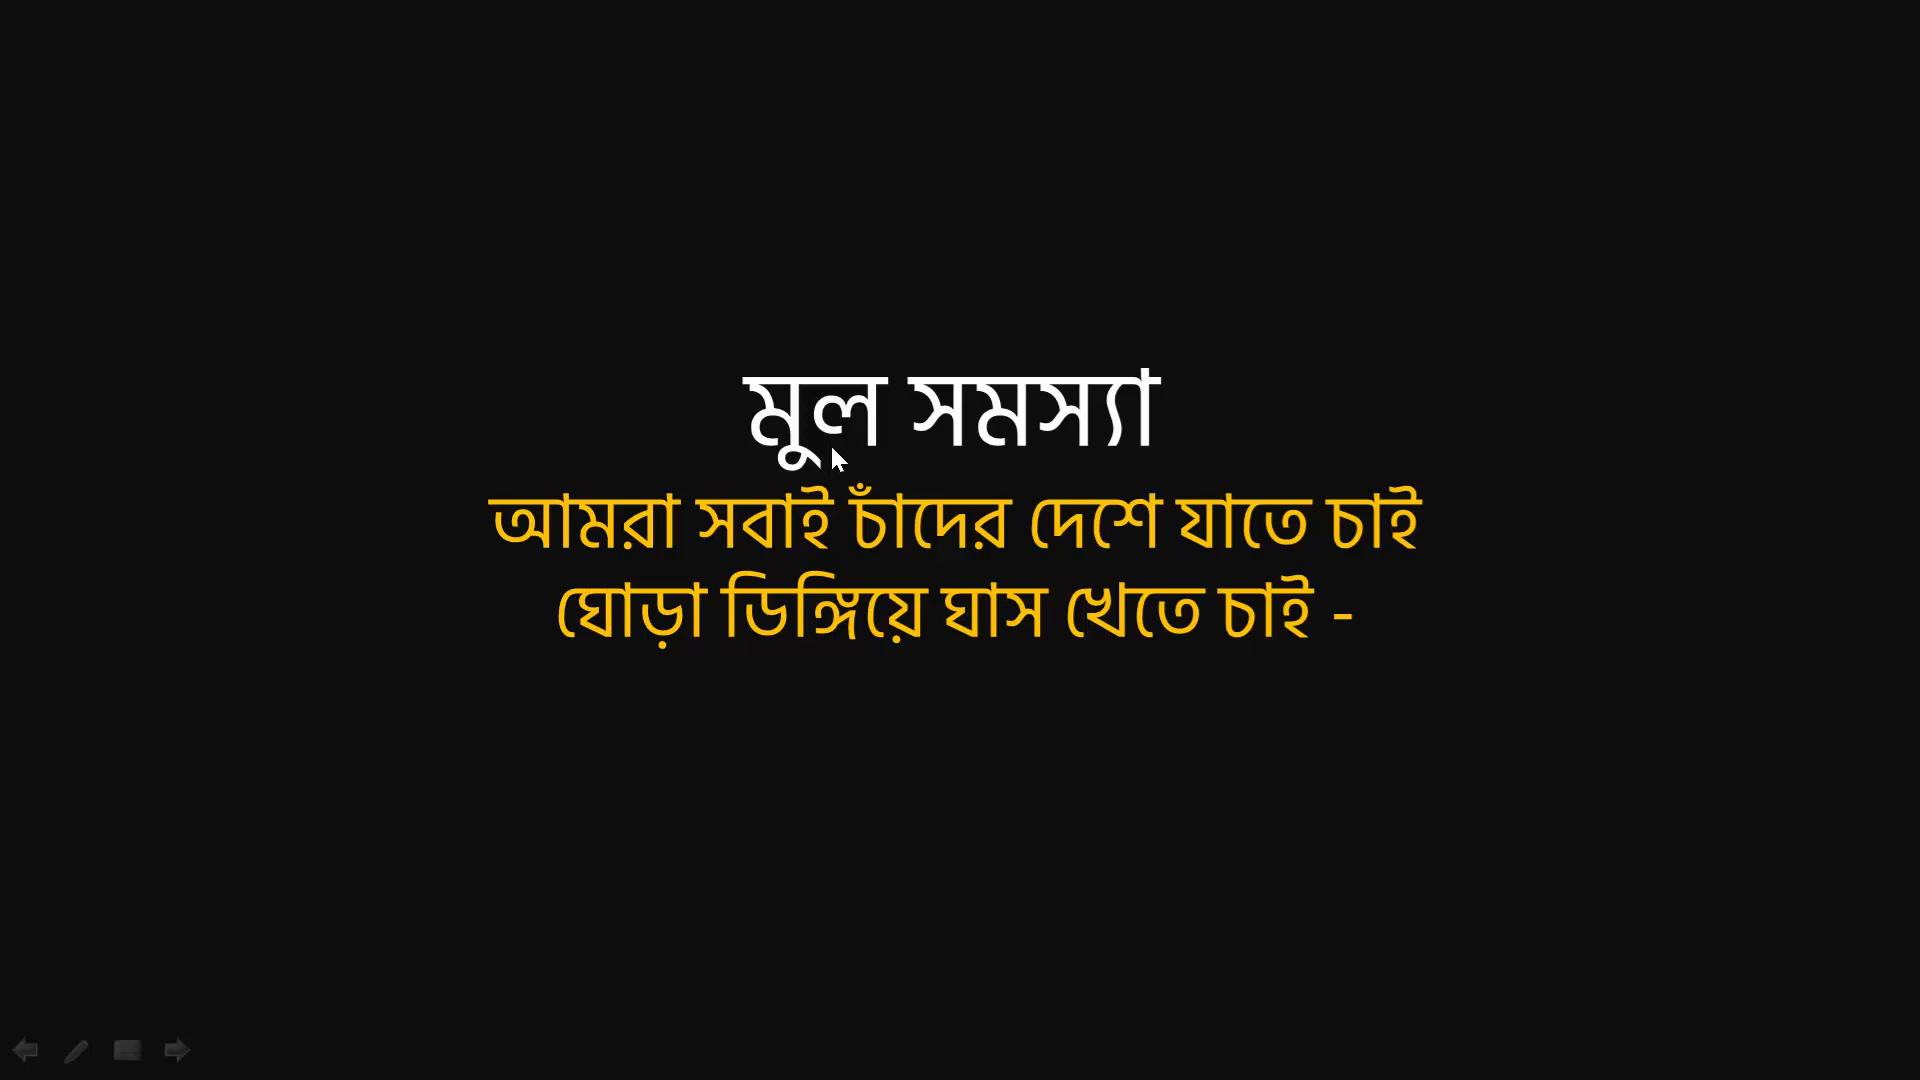 মুল সমস্যা
আমরা সবাই চাঁদের দেশে যাতে চাই
ঘোড়া ডিঙ্গিয়ে ঘাস খেতে চাই -